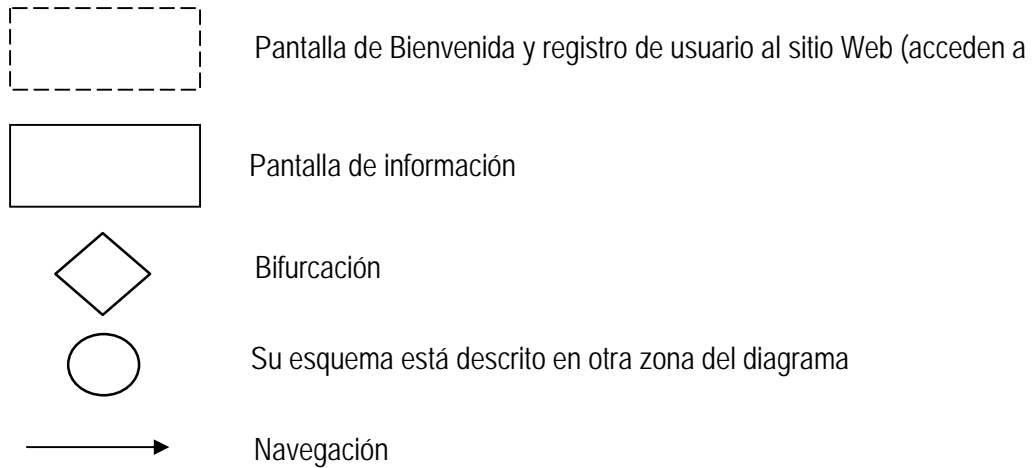 Pantalla de Bienvenida y registro de usuario al sitio Web (acceden a
Pantalla de información
Bifurcación
Su esquema está descrito en otra zona del diagrama
Navegación